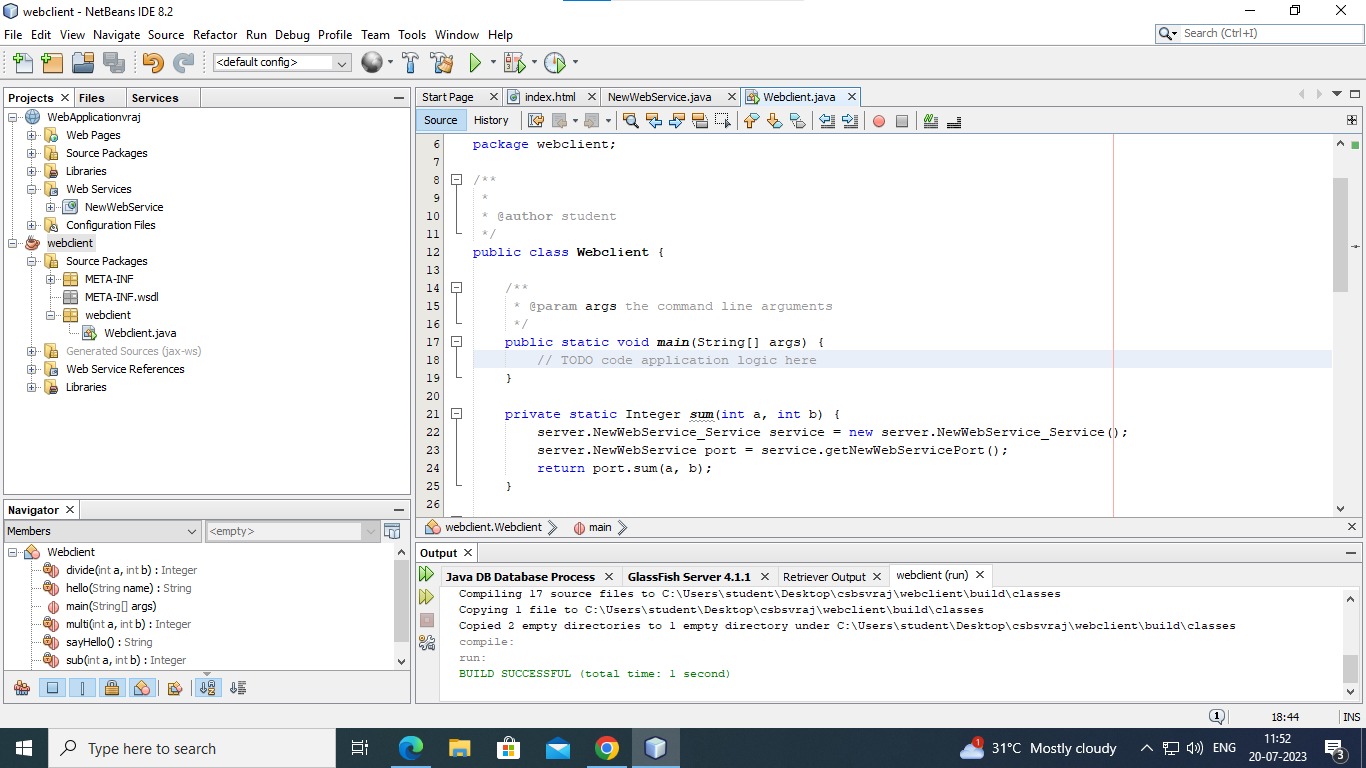 webclient - NetBeans IDE 8.2
File Edit View Navigate Source Refactor Run Debug Profile Team Tools Window Help
Search (Ctrl+I)
<default config>
Projects Files Services
WebApplicationvraj
Web Pages
Source Packages
Libraries
Web Services
NewWebService
Configuration Files
webclient
Source Packages
META-INF
META-INF.wsdl
webclient
Webclient.java
Generated Sources (jax-ws)
Web Service References
Libraries
Navigator
Members <empty>
Webclient
divide(int a, int b) : Integer
hello(String name) : String
main(String[] args)
multi(int a, int b) : Integer
sayHello() : String
sub(int a, int b) : Integer
Start Page index.html NewWebService.java Webclient.java
Source History
6 package webclient;
7
8 /**
9 *
10 * @author student
11 */
12 public class Webclient {
13
14 /**
15 * @param args the command line arguments
16 */
17 public static void main(String[] args) {
18 // TODO code application logic here
19 }
20
21 private static Integer sum(int a, int b) {
22 server.NewWebService_Service service = new server.NewWebService_Service();
23 server.NewWebService port = service.getNewWebServicePort();
24 return port.sum(a, b);
25 }
26
webclient.Webclient main
Output
Java DB Database Process GlassFish Server 4.1.1 Retriever Output webclient (run)
Compiling 17 source files to C:\Users\student\Desktop\csbsvraj\webclient\build\classes
Copying 1 file to C:\Users\student\Desktop\csbsvraj\webclient\build\classes
Copied 2 empty directories to 1 empty directory under C:\Users\student\Desktop\csbsvraj\webclient\build\classes
compile:
run:
BUILD SUCCESSFUL (total time: 1 second)
1 18:44 INS
Type here to search
1 31°C Mostly cloudy ENG
11:52
20-07-2023
3